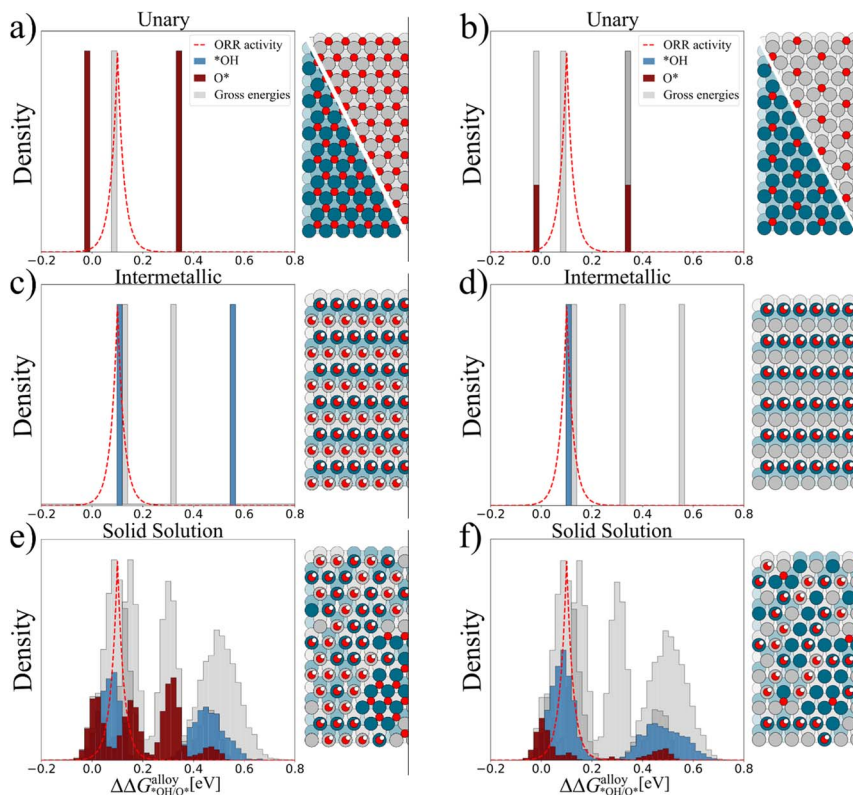 a)
Unary
ORR activity
*OH
O*
Gross energies
Density
−0.2 0.0 0.2 0.4 0.6 0.8
b)
Unary
ORR activity
*OH
O*
Gross energies
Density
−0.2 0.0 0.2 0.4 0.6 0.8
c)
Intermetallic
Density
−0.2 0.0 0.2 0.4 0.6 0.8
d)
Intermetallic
Density
−0.2 0.0 0.2 0.4 0.6 0.8
e)
Solid Solution
Density
−0.2 0.0 0.2 0.4 0.6 0.8
ΔΔG^alloy_*OH/O* [eV]
f)
Solid Solution
Density
−0.2 0.0 0.2 0.4 0.6 0.8
ΔΔG^alloy_*OH/O* [eV]